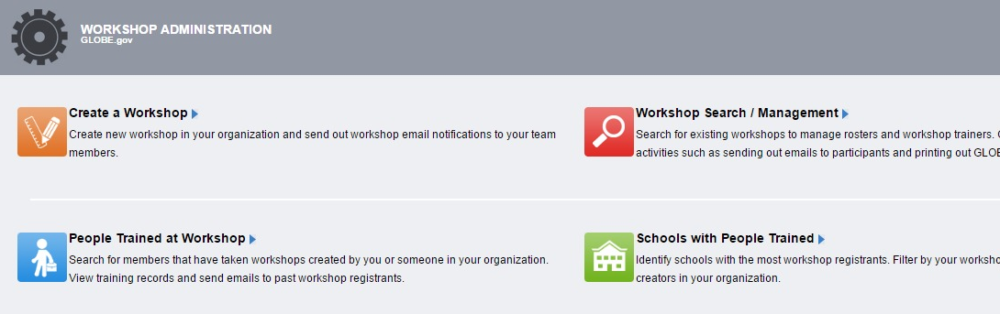 WORKSHOP ADMINISTRATION
GLOBE.gov
Create a Workshop
Create new workshop in your organization and send out workshop email notifications to your team
members.
Workshop Search / Management
Search for existing workshops to manage rosters and workshop trainers.
activities such as sending out emails to participants and printing out GLOBE
People Trained at Workshop
Search for members that have taken workshops created by you or someone in your organization.
View training records and send emails to past workshop registrants.
Schools with People Trained
Identify schools with the most workshop registrants. Filter by your
creators in your organization.